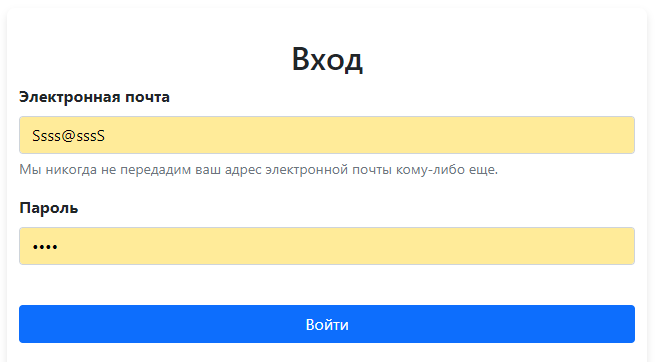 Вход
Электронная почта
Ssss@sssS
Мы никогда не передадим ваш адрес электронной почты кому-либо еще.
Пароль
••••
Войти